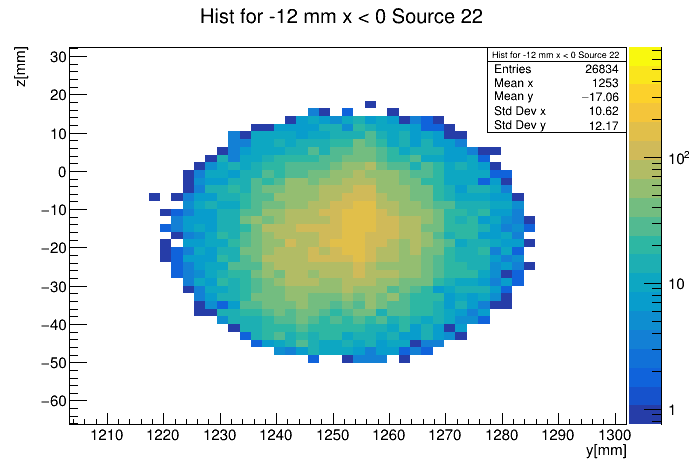 Hist for -12 mm x < 0 Source 22
z[mm]
30
20
10
0
−10
−20
−30
−40
−50
−60
1210 1220 1230 1240 1250 1260 1270 1280 1290 1300
y[mm]
Hist for -12 mm x < 0 Source 22
Entries 26834
Mean x 1253
Mean y −17.06
Std Dev x 10.62
Std Dev y 12.17
10²
10
1